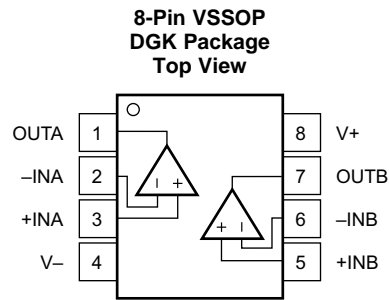 8-Pin VSSOP
DGK Package
Top View
OUTA 1 8 V+
–INA 2 7 OUTB
– + 
+INA 3 6 –INB
+ –
V– 4 5 +INB